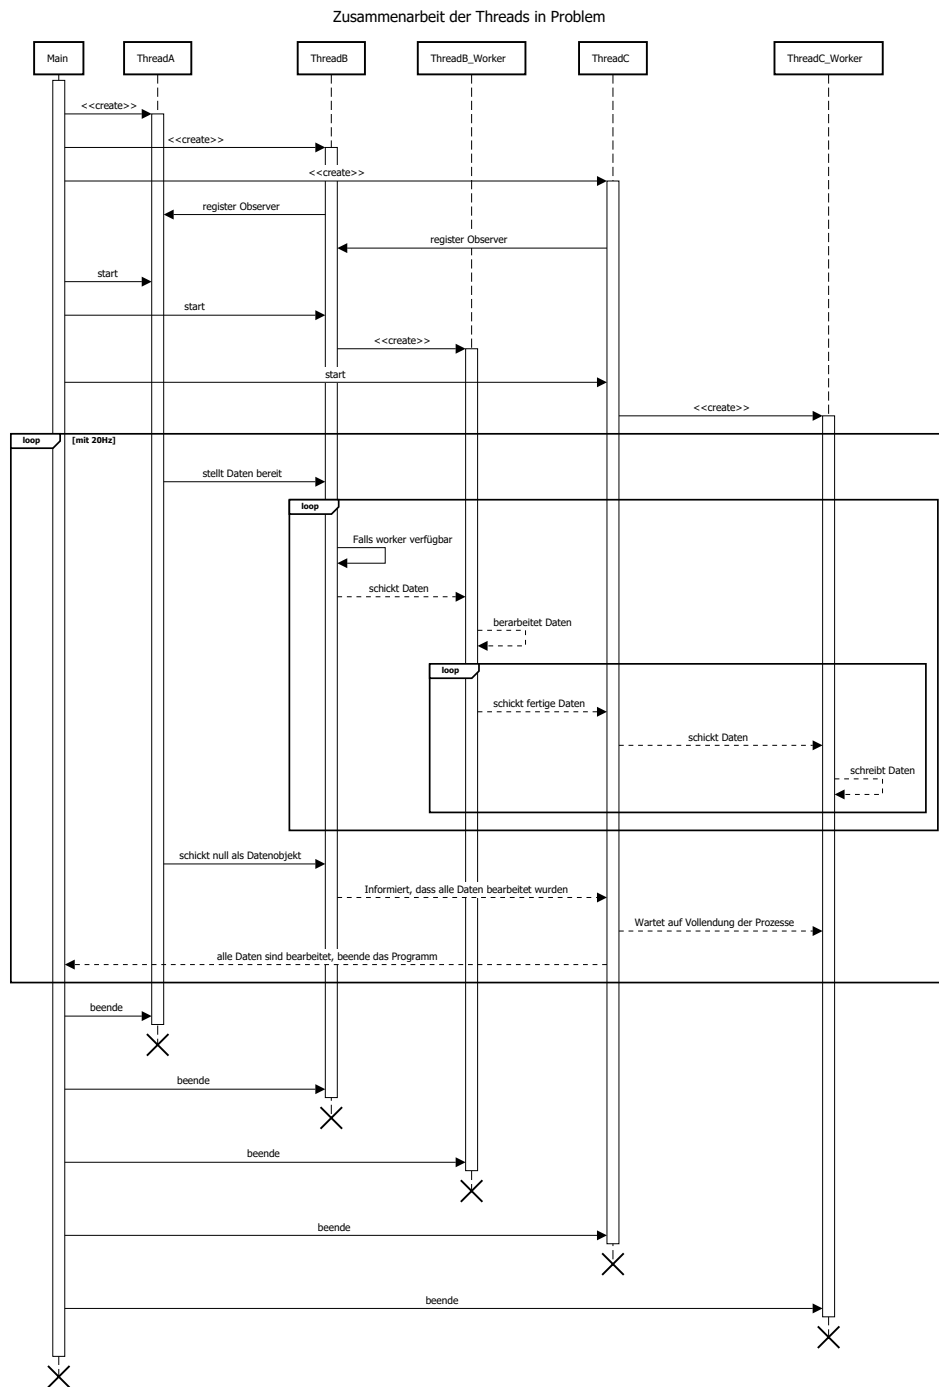 Zusammenarbeit der Threads in Problem
Main
ThreadA
ThreadB
ThreadB_Worker
ThreadC
ThreadC_Worker
<<create>>
<<create>>
<<create>>
register Observer
register Observer
start
start
<<create>>
start
<<create>>
loop
[mit 20Hz]
stellt Daten bereit
loop
Falls worker verfügbar
schickt Daten
berarbeitet Daten
loop
schickt fertige Daten
schickt Daten
schreibt Daten
schickt null als Datenobjekt
Informiert, dass alle Daten bearbeitet wurden
Wartet auf Vollendung der Prozesse
alle Daten sind bearbeitet, beende das Programm
beende
beende
beende
beende
beende